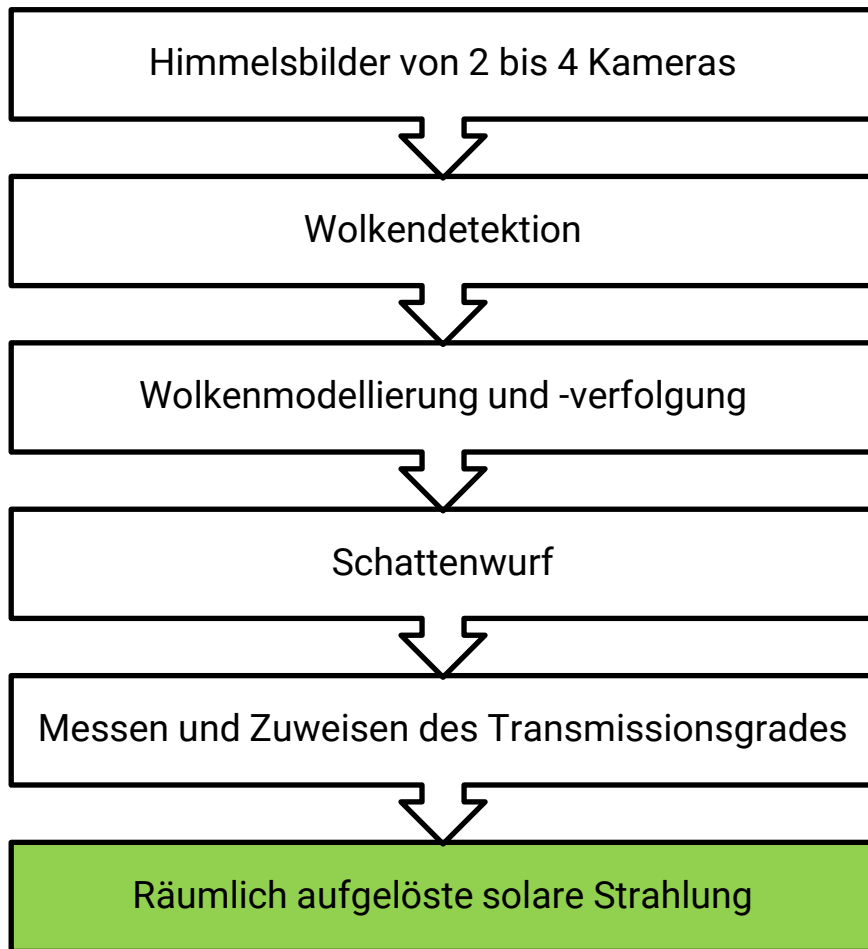 Himmelsbilder von 2 bis 4 Kameras
Wolkendetektion
Wolkenmodellierung und -verfolgung
Schattenwurf
Messen und Zuweisen des Transmissionsgrades
Räumlich aufgelöste solare Strahlung